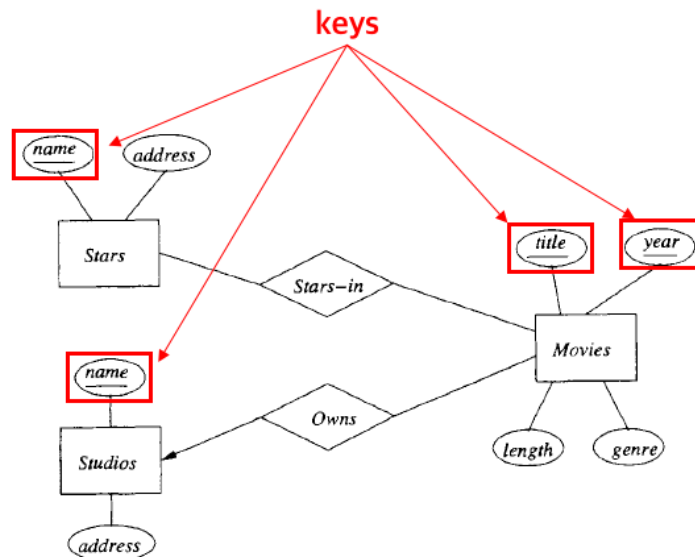 keys
name
address
title
year
Stars
Stars-in
Movies
name
Owns
length
genre
Studios
address